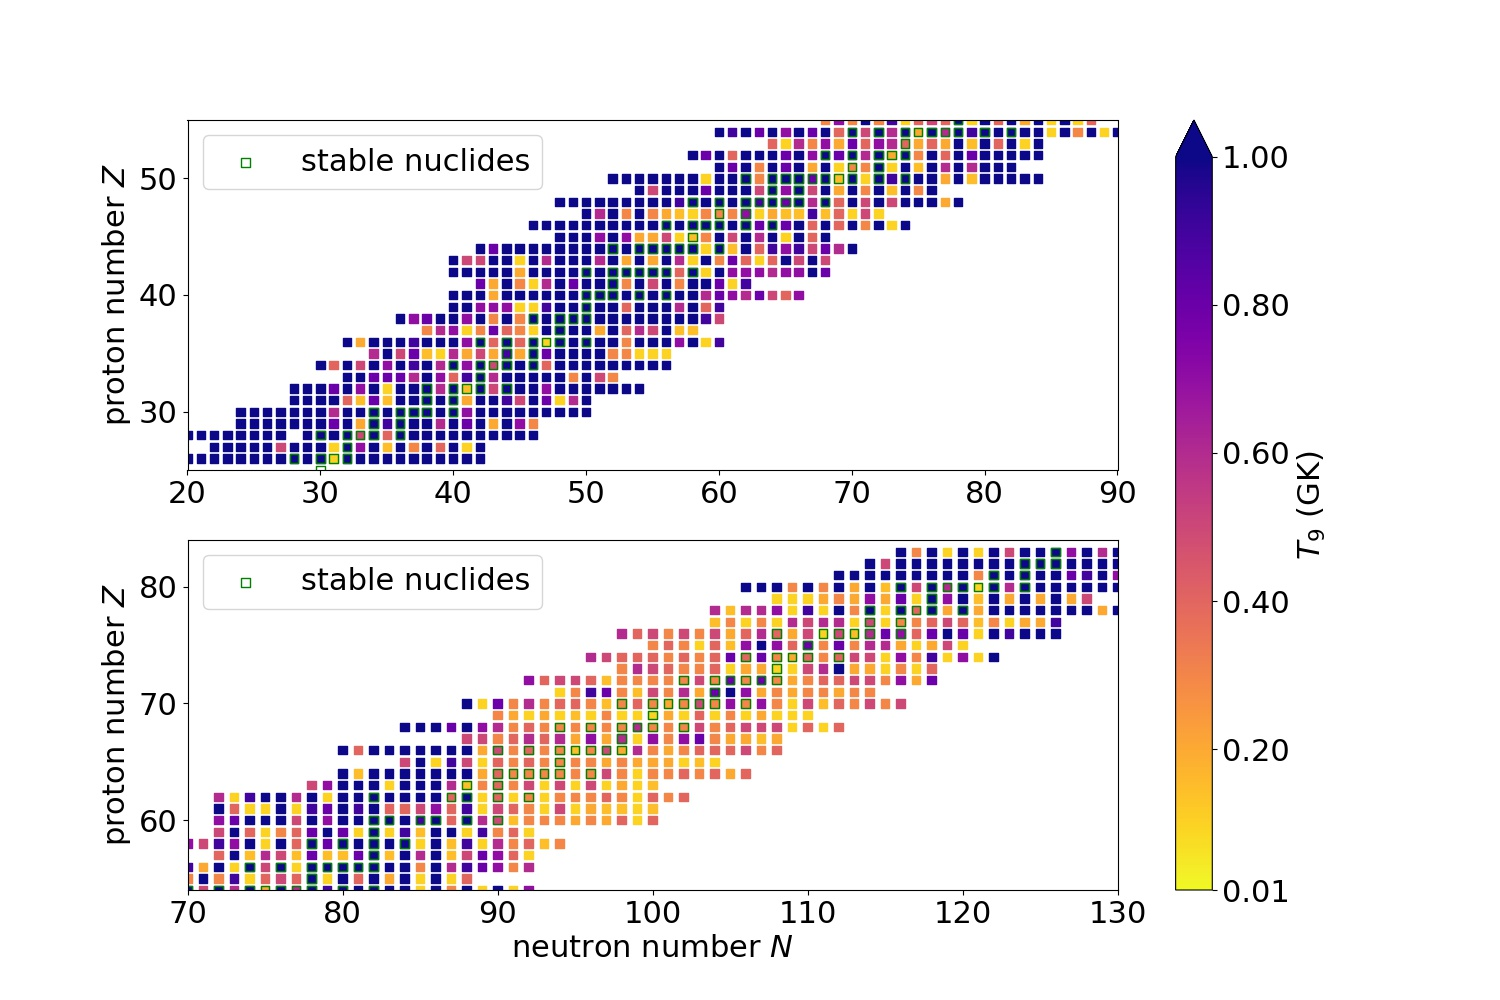 stable nuclides
proton number Z
50
40
30
20 30 40 50 60 70 80 90
stable nuclides
proton number Z
80
70
60
70 80 90 100 110 120 130
neutron number N
1.00
0.80
0.60
0.40
0.20
0.01
T₉ (GK)